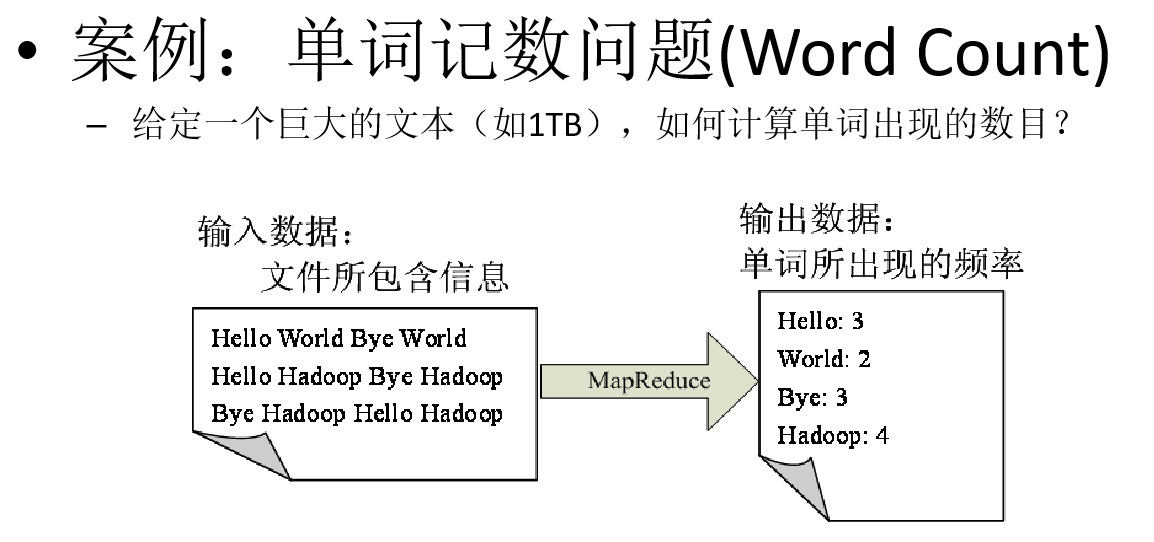 • 案例：单词记数问题(Word Count)
– 给定一个巨大的文本（如1TB），如何计算单词出现的数目？
输入数据：
文件所包含信息
Hello World Bye World
Hello Hadoop Bye Hadoop
Bye Hadoop Hello Hadoop
MapReduce
输出数据：
单词所出现的频率
Hello: 3
World: 2
Bye: 3
Hadoop: 4